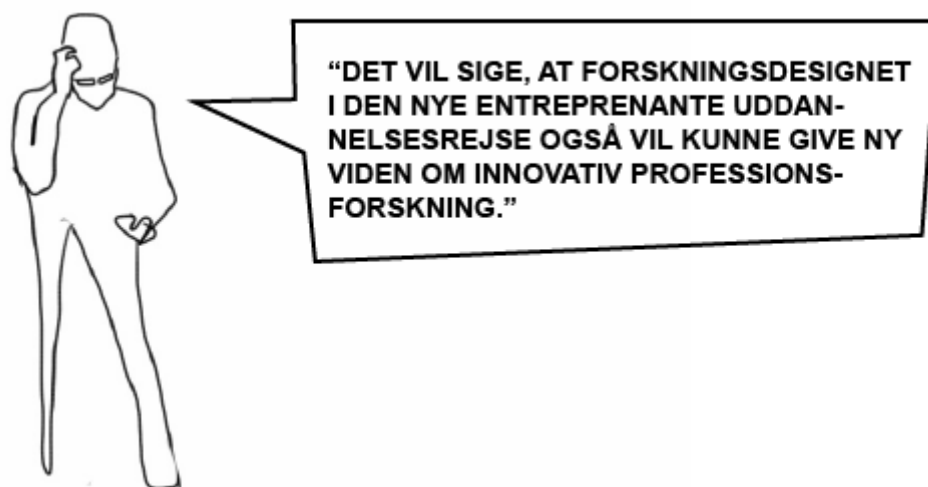 “DET VIL SIGE, AT FORSKNINGSDESIGNET
I DEN NYE ENTREPRENANTE UDDAN-
NELSESREJSE OGSÅ VIL KUNNE GIVE NY
VIDEN OM INNOVATIV PROFESSIONS-
FORSKNING.”